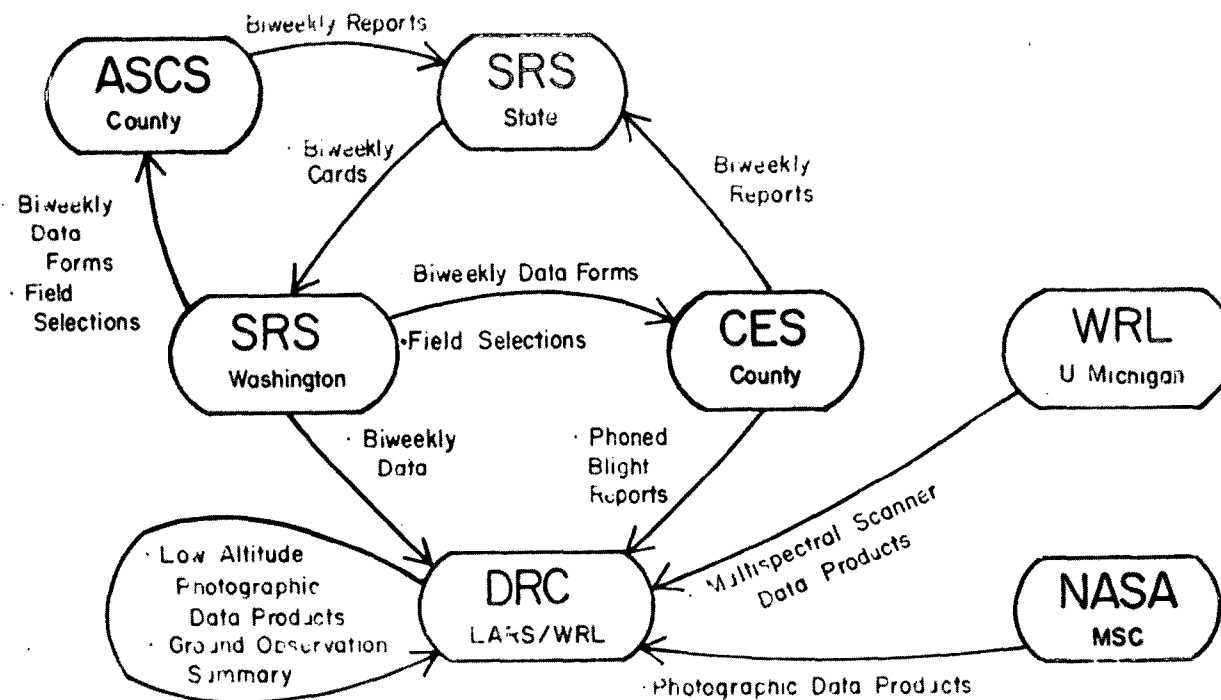 Biweekly Reports
ASCS
County
SRS
State
· Biweekly
Cards
Biweekly
Reports
· Biweekly
Data
Forms
· Field
Selections
Biweekly Data Forms
·Field Selections
SRS
Washington
CES
County
WRL
U Michigan
· Biweekly
Data
· Phoned
Blight
Reports
· Multispectral Scanner
Data Products
· Low Altitude
Photographic
Data Products
· Ground Observation
Summary
DRC
LARS/WRL
NASA
MSC
· Photographic Data Products